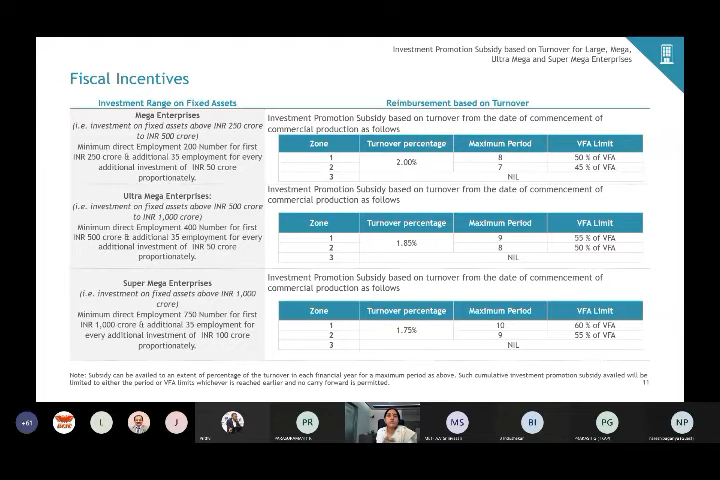 Investment Promotion Subsidy based on Turnover for Large, Mega,
Ultra Mega and Super Mega Enterprises
Fiscal Incentives
Investment Range on Fixed Assets
Reimbursement based on Turnover
Mega Enterprises
(i.e. investment on fixed assets above INR 250 crore
to INR 500 crore)
Minimum direct Employment 200 Number for first
INR 250 crore & additional 35 employment for every
additional investment of INR 50 crore
proportionately.
Investment Promotion Subsidy based on turnover from the date of commencement of
commercial production as follows
Zone Turnover percentage Maximum Period VFA Limit
1 2.00% 8 50 % of VFA
2 7 45 % of VFA
3 NIL
Ultra Mega Enterprises:
(i.e. investment on fixed assets above INR 500 crore
to INR 1,000 crore)
Minimum direct Employment 400 Number for first
INR 500 crore & additional 35 employment for every
additional investment of INR 50 crore
proportionately.
Investment Promotion Subsidy based on turnover from the date of commencement of
commercial production as follows
Zone Turnover percentage Maximum Period VFA Limit
1 1.85% 9 55 % of VFA
2 8 50 % of VFA
3 NIL
Super Mega Enterprises
(i.e. investment on fixed assets above INR 1,000
crore)
Minimum direct Employment 750 Number for first
INR 1,000 crore & additional 35 employment for
every additional investment of INR 100 crore
proportionately.
Investment Promotion Subsidy based on turnover from the date of commencement of
commercial production as follows
Zone Turnover percentage Maximum Period VFA Limit
1 1.75% 10 60 % of VFA
2 9 55 % of VFA
3 NIL
Note: Subsidy can be availed to an extent of percentage of the turnover in each financial year for a maximum period as above. Such cumulative investment promotion subsidy availed will be
limited to either the period or VFA limits whichever is reached earlier and no carry forward is permitted.
11
+61 L J PR MS BI PG NP